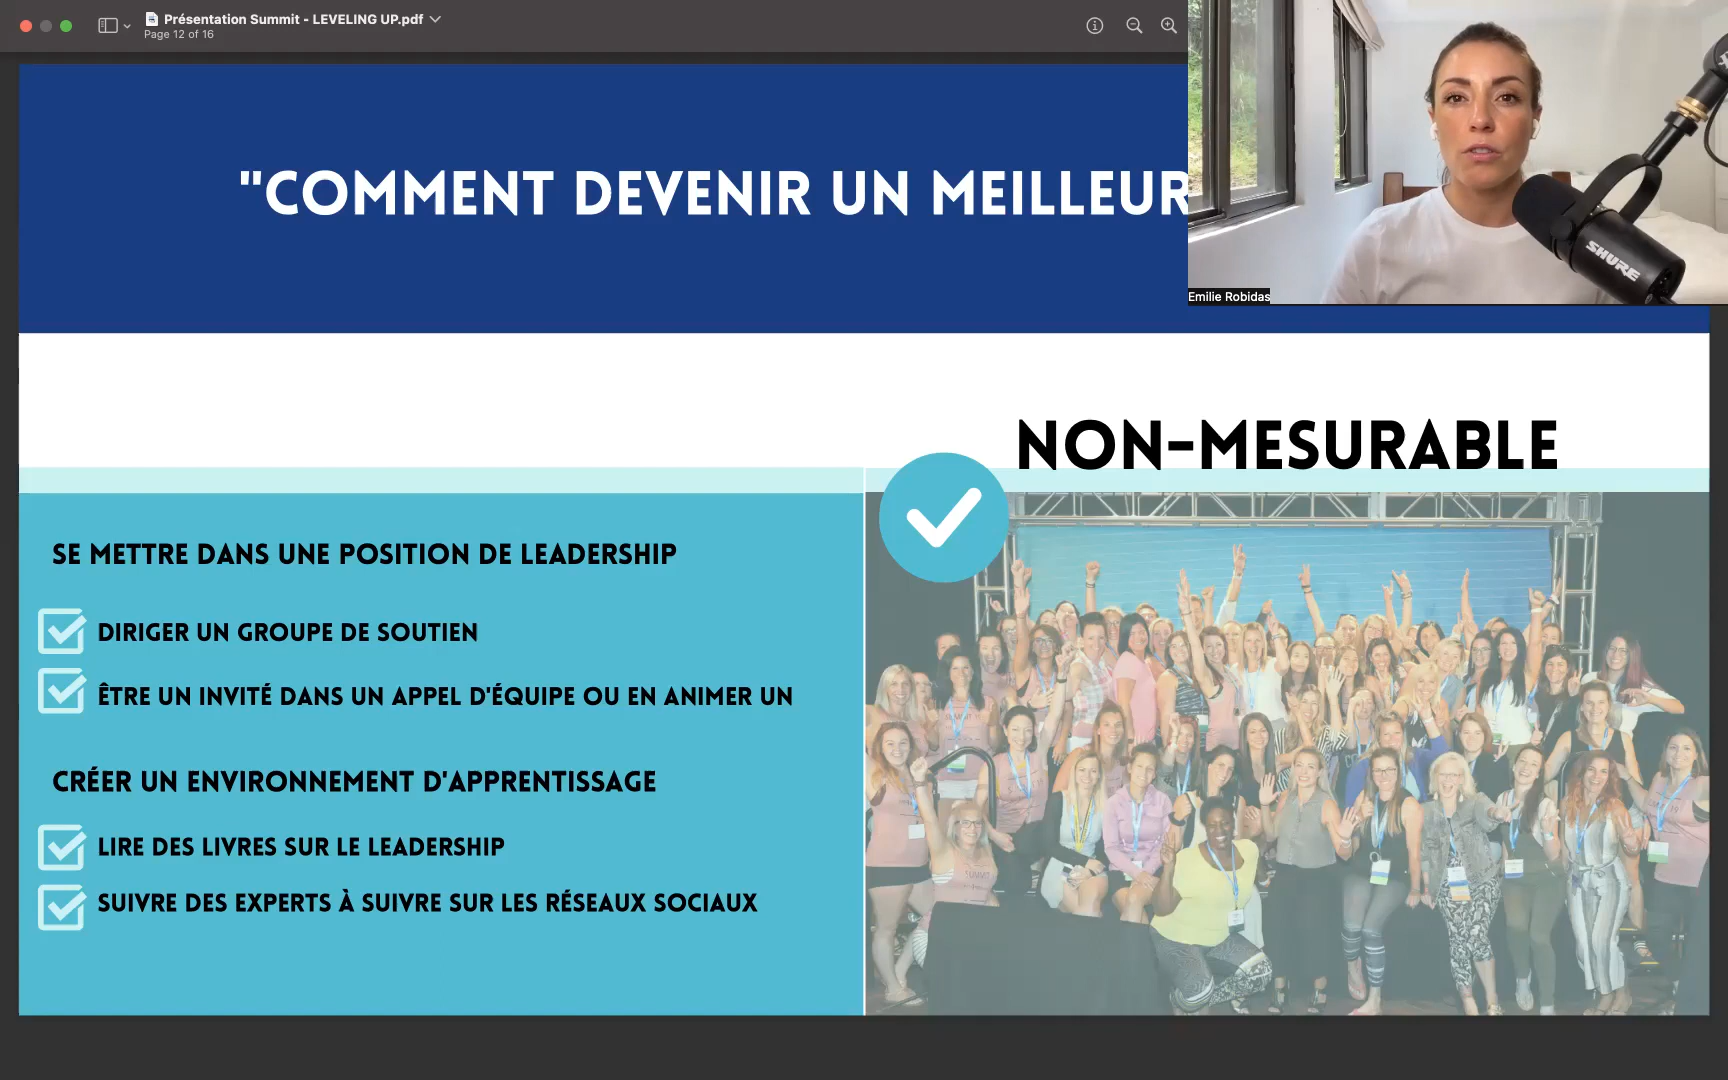 Présentation Summit - LEVELING UP.pdf
Page 12 of 16
"COMMENT DEVENIR UN MEILLEUR
SHURE
Emilie Robidas
NON-MESURABLE
SE METTRE DANS UNE POSITION DE LEADERSHIP
DIRIGER UN GROUPE DE SOUTIEN
ÊTRE UN INVITÉ DANS UN APPEL D'ÉQUIPE OU EN ANIMER UN
CRÉER UN ENVIRONNEMENT D'APPRENTISSAGE
LIRE DES LIVRES SUR LE LEADERSHIP
SUIVRE DES EXPERTS À SUIVRE SUR LES RÉSEAUX SOCIAUX